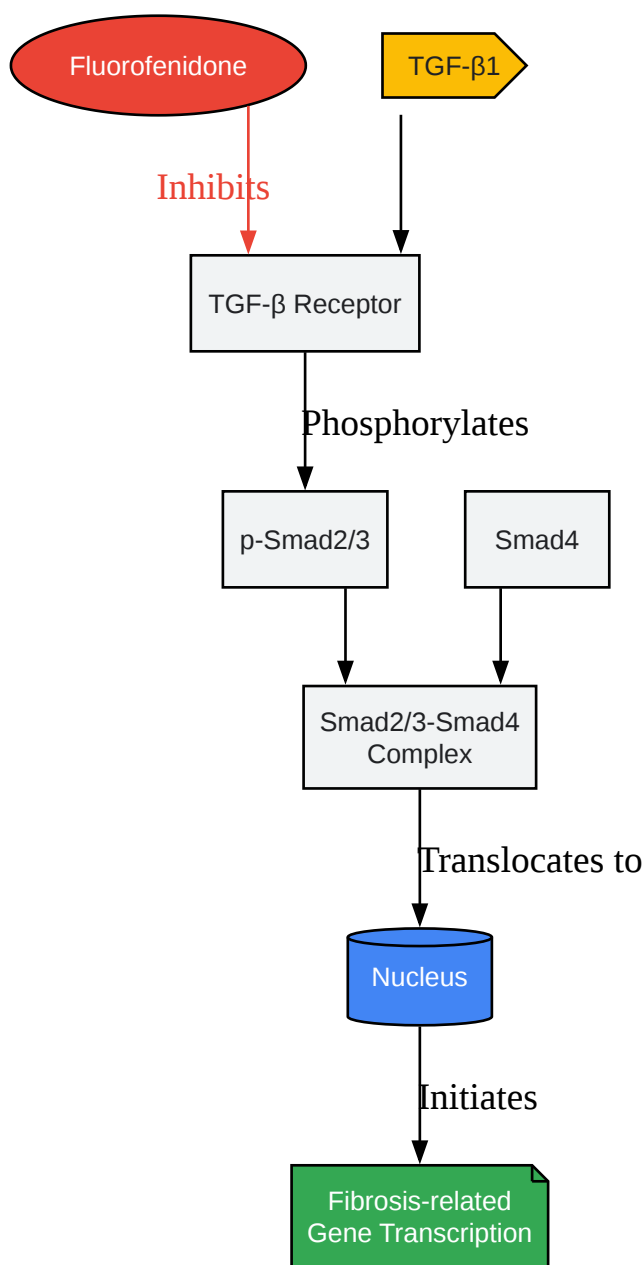 Fluorofenidone
TGF-β1
Inhibits
TGF-β Receptor
Phosphorylates
p-Smad2/3
Smad4
Smad2/3-Smad4
Complex
Translocates to
Nucleus
Initiates
Fibrosis-related
Gene Transcription